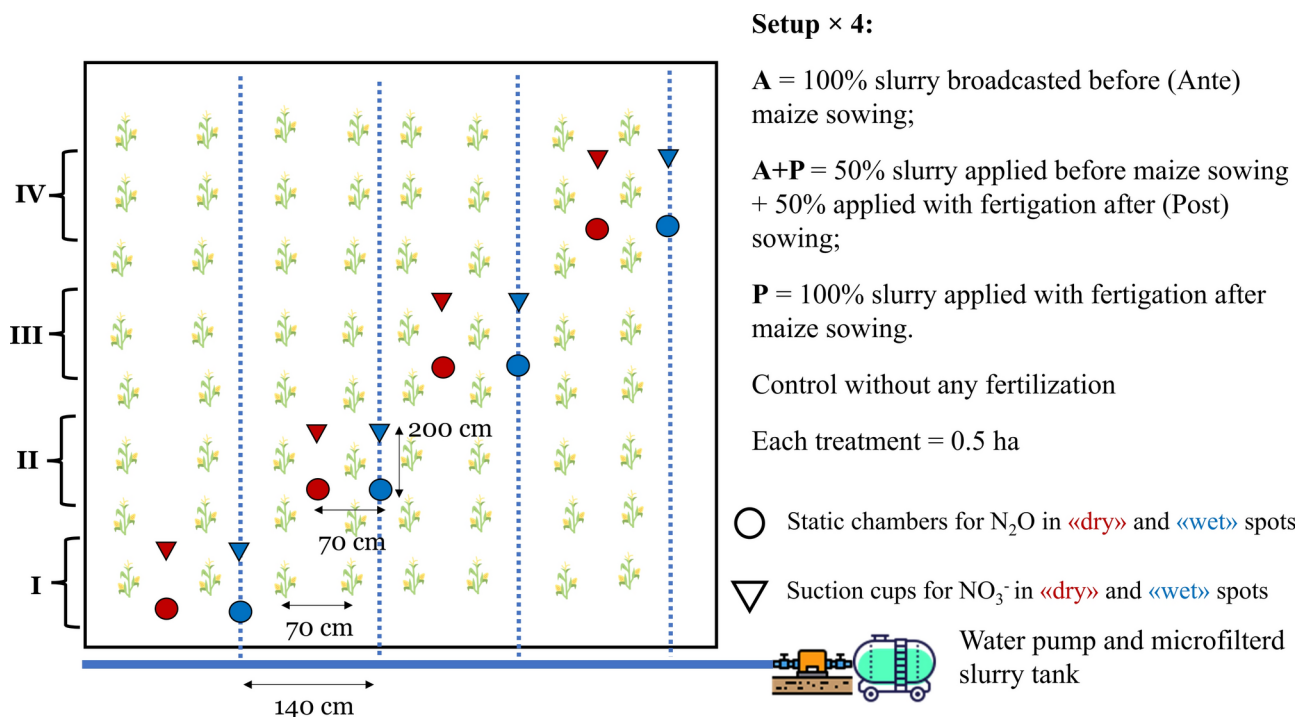 IV
III
II
I
200 cm
70 cm
70 cm
140 cm
Setup × 4:
A = 100% slurry broadcasted before (Ante)
maize sowing;
A+P = 50% slurry applied before maize sowing
+ 50% applied with fertigation after (Post)
sowing;
P = 100% slurry applied with fertigation after
maize sowing.
Control without any fertilization
Each treatment = 0.5 ha
Static chambers for N₂O in «dry» and «wet» spots
Suction cups for NO₃⁻ in «dry» and «wet» spots
Water pump and microfilterd
slurry tank